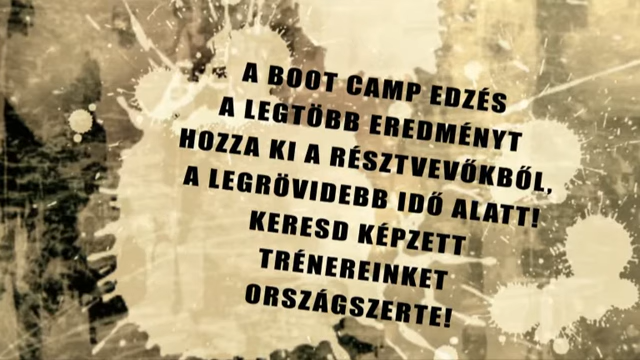 A BOOT CAMP EDZÉS
A LEGTÖBB EREDMÉNYT
HOZZA KI A RÉSZTVEVŐKBŐL,
A LEGRÖVIDEBB IDŐ ALATT!
KERESD KÉPZETT
TRÉNEREINKET
ORSZÁGSZERTE!